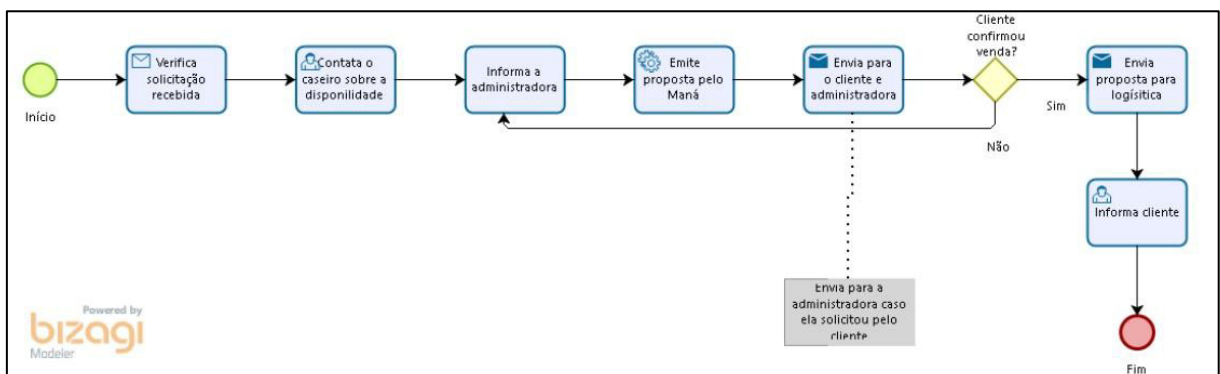 Cliente
confirmou
venda?
Início
Verifica
solicitação
recebida
Contata o
caseiro sobre a
disponilidade
Informa a
administradora
Emite
proposta pelo
Maná
Envia para
o cliente e
administradora
Sim
Não
Envia
proposta para
logísitica
Informa cliente
Envia para a
administradora caso
ela solicitou pelo
cliente
Fim
Powered by
bizagi
Modeler